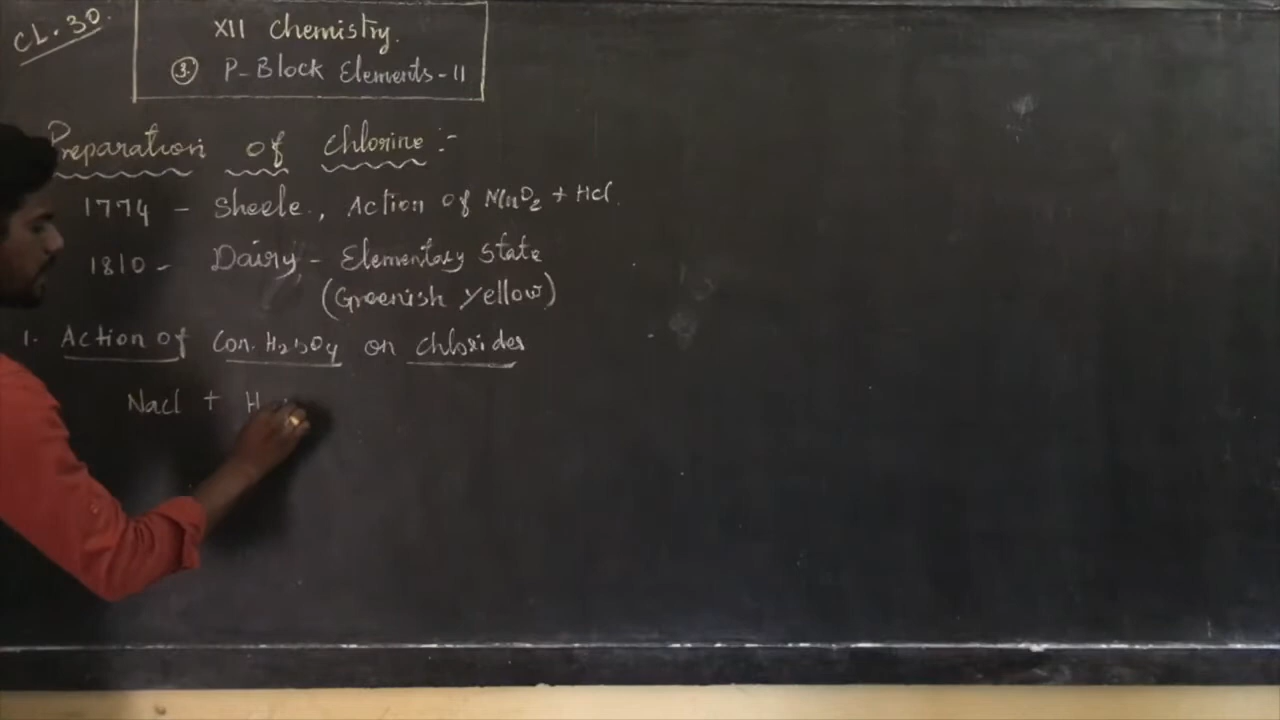 CL. 30.
XII Chemistry.
3. P-Block Elements-II
Preparation of Chlorine :-
1774 - Sheele., Action of MnO2 + HCl.
1810 - Dairy - Elementary State
(Greenish Yellow)
1. Action of Con. H2SO4 on chlorides
NaCl + H